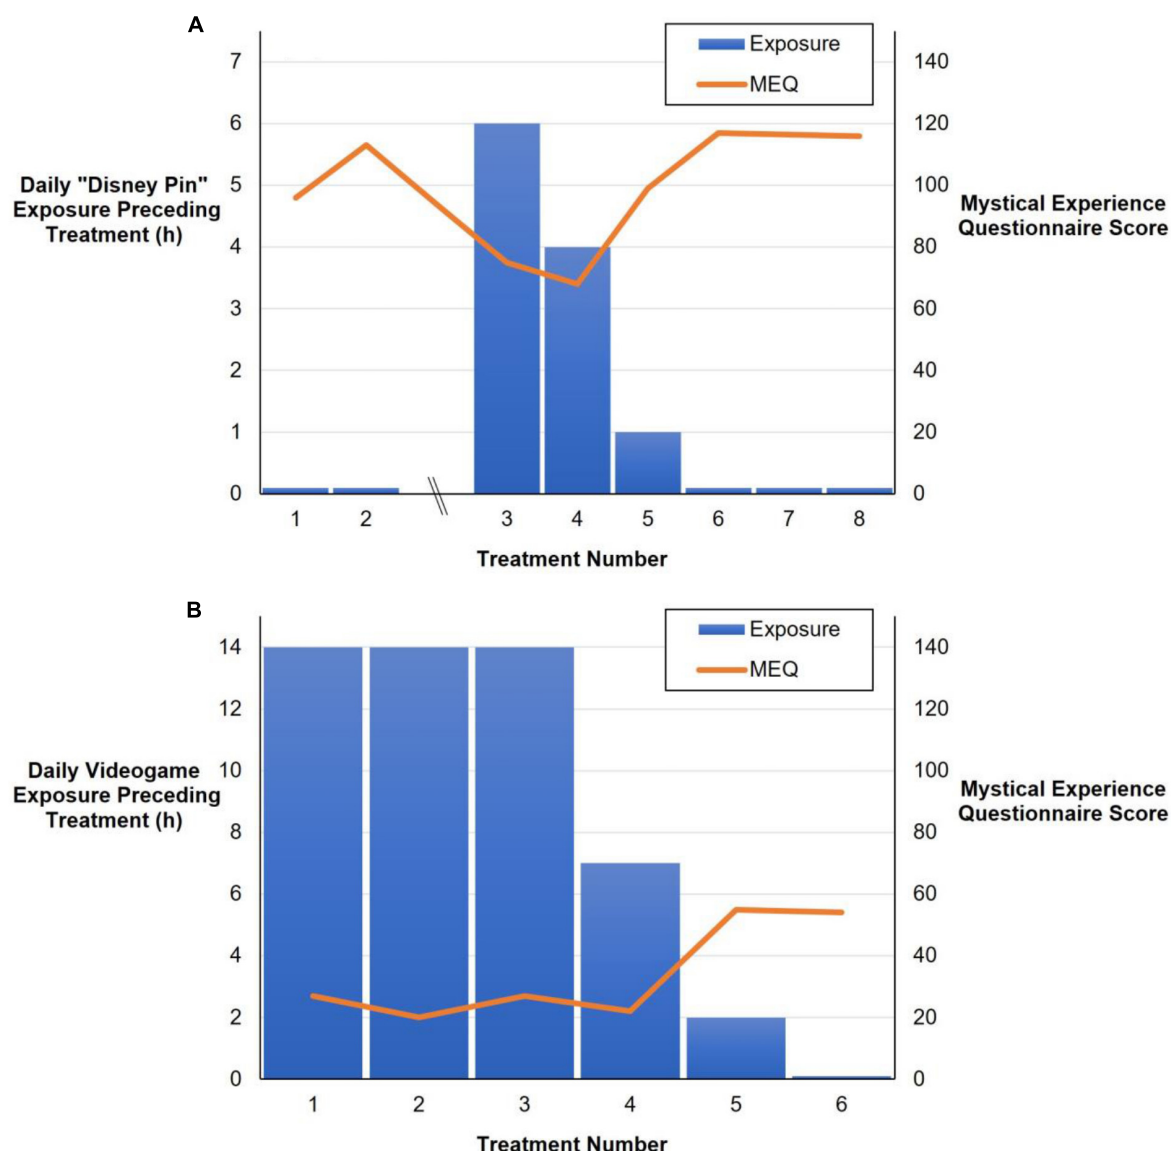 A
Exposure
MEQ
7
6
5
4
3
2
1
0
140
120
100
80
60
40
20
0
Daily "Disney Pin"
Exposure Preceding
Treatment (h)
Mystical Experience
Questionnaire Score
1 2 3 4 5 6 7 8
Treatment Number
B
Exposure
MEQ
14
12
10
8
6
4
2
0
140
120
100
80
60
40
20
0
Daily Videogame
Exposure Preceding
Treatment (h)
Mystical Experience
Questionnaire Score
1 2 3 4 5 6
Treatment Number